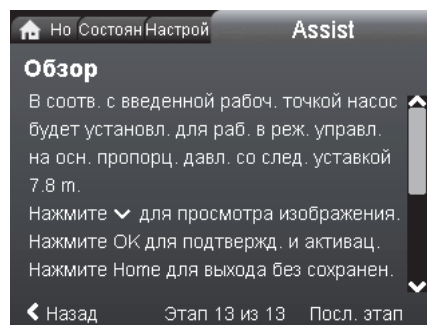 Но Состоян Настрой Assist
Обзор
В соотв. с введенной рабоч. точкой насос
будет установл. для раб. в реж. управл.
на осн. пропорц. давл. со след. уставкой
7.8 m.
Нажмите для просмотра изображения.
Нажмите OK для подтвержд. и активац.
Нажмите Home для выхода без сохранен.
Назад Этап 13 из 13 Посл. этап